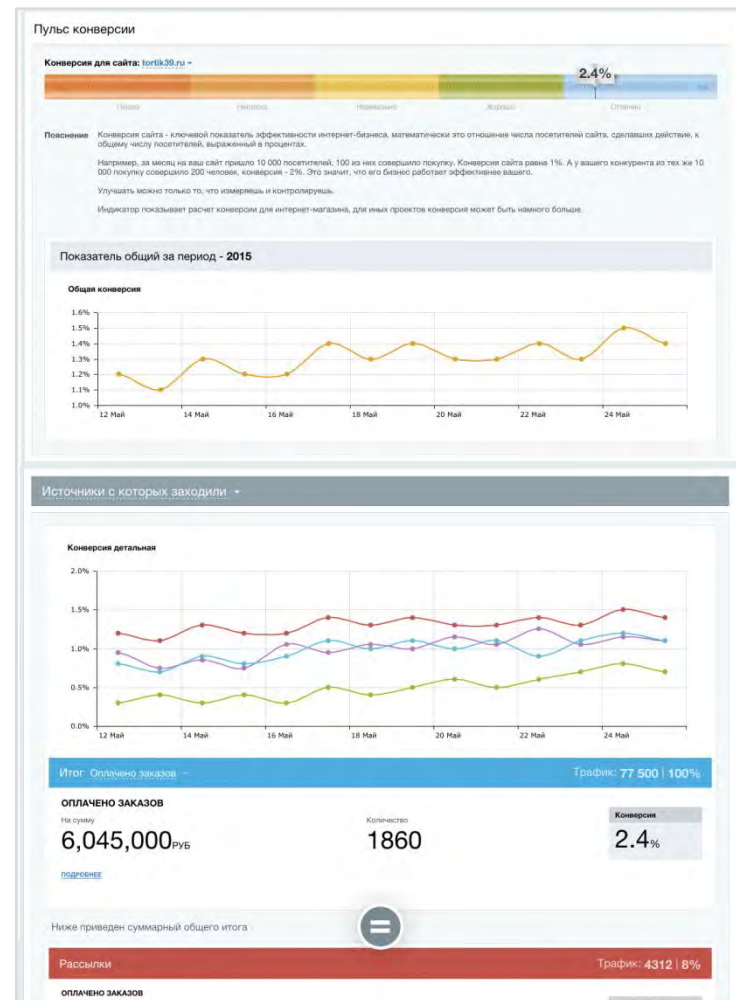 Пульс конверсии
Конверсия для сайта: tortik39.ru
2.4%
Плохо Неплохо Нормально Хорошо Отлично
Пояснение Конверсия сайта - ключевой показатель эффективности интернет-бизнеса, математически это отношение числа посетителей сайта, сделавших действие, к
общему числу посетителей, выраженный в процентах.
Например, за месяц на ваш сайт пришло 10 000 посетителей, 100 из них совершило покупку. Конверсия сайта равна 1%. А у вашего конкурента из тех же 10
000 покупку совершило 200 человек, конверсия - 2%. Это значит, что его бизнес работает эффективнее вашего.
Улучшать можно только то, что измеряешь и контролируешь.
Индикатор показывает расчет конверсии для интернет-магазина, для иных проектов конверсия может быть намного больше.
Показатель общий за период - 2015
Общая конверсия
1.6%
1.5%
1.4%
1.3%
1.2%
1.1%
1.0%
12 Май 14 Май 16 Май 18 Май 20 Май 22 Май 24 Май
Источники с которых заходили
Конверсия детальная
2.0%
1.5%
1.0%
0.5%
0.0%
12 Май 14 Май 16 Май 18 Май 20 Май 22 Май 24 Май
Итог Оплачено заказов Трафик: 77 500 | 100%
ОПЛАЧЕНО ЗАКАЗОВ
На сумму Количество Конверсия
6,045,000РУБ 1860 2.4%
ПОДРОБНЕЕ
Ниже приведен суммарный общего итога
Рассылки Трафик: 4312 | 8%
ОПЛАЧЕНО ЗАКАЗОВ